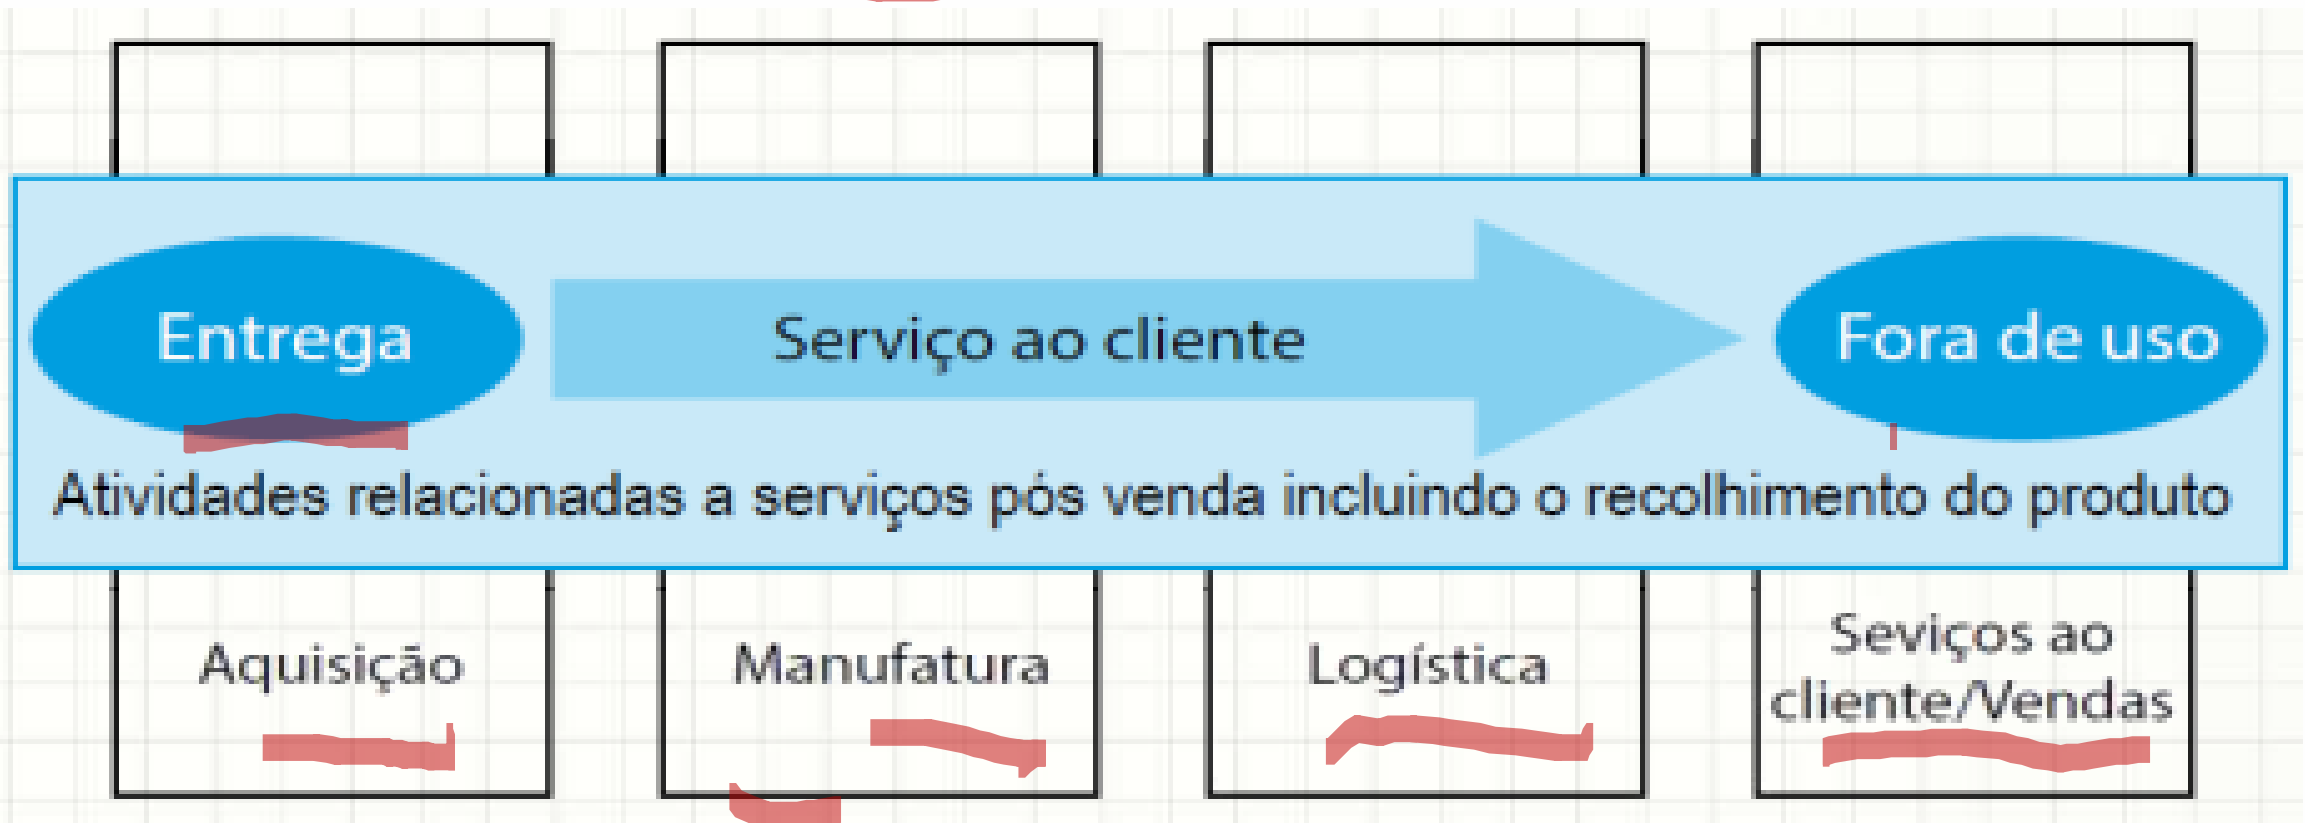 Entrega
Serviço ao cliente
Fora de uso
Atividades relacionadas a serviços pós venda incluindo o recolhimento do produto
Aquisição
Manufatura
Logística
Seviços ao
cliente/Vendas